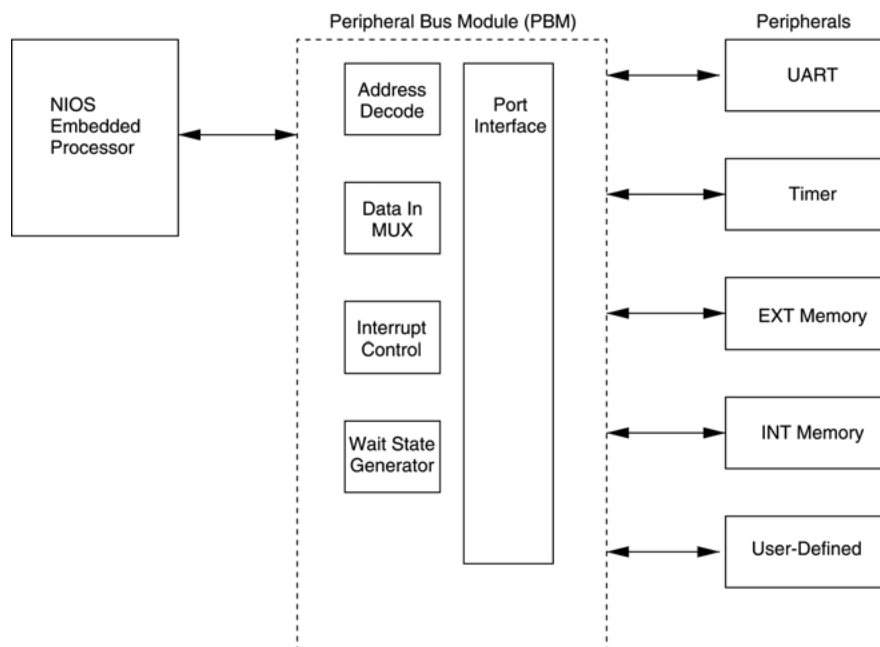 Peripheral Bus Module (PBM)
Peripherals
NIOS
Embedded
Processor
Address
Decode
Port
Interface
Data In
MUX
Interrupt
Control
Wait State
Generator
UART
Timer
EXT Memory
INT Memory
User-Defined